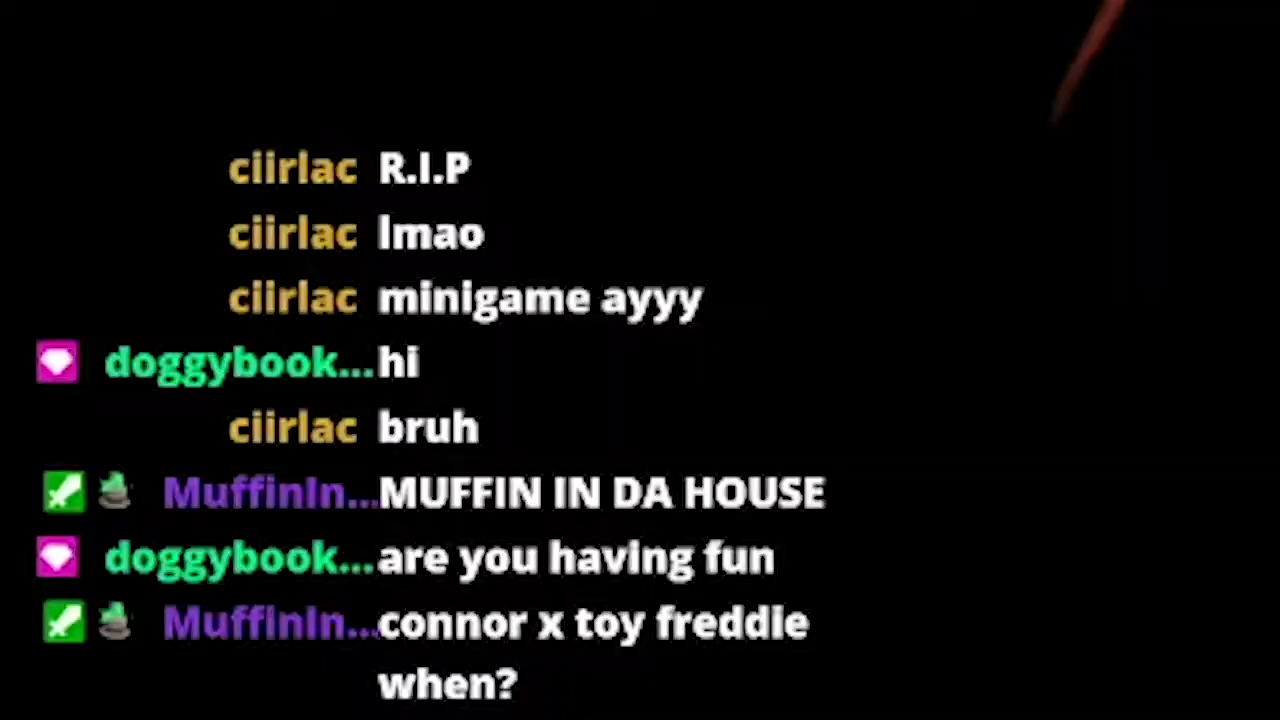 ciirlac R.I.P
ciirlac lmao
ciirlac minigame ayyy
doggybook... hi
ciirlac bruh
MuffinIn... MUFFIN IN DA HOUSE
doggybook... are you having fun
MuffinIn... connor x toy freddie
when?